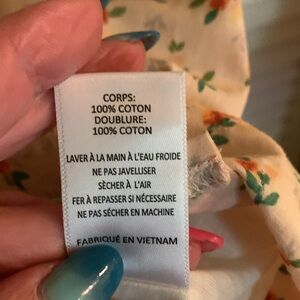 CORPS:
100% COTON
DOUBLURE:
100% COTON
LAVER À LA MAIN À L'EAU FROIDE
NE PAS JAVELLISER
SÈCHER À L'AIR
FER À REPASSER SI NÉCESSAIRE
NE PAS SÉCHER EN MACHINE
FABRIQUÉ EN VIETNAM